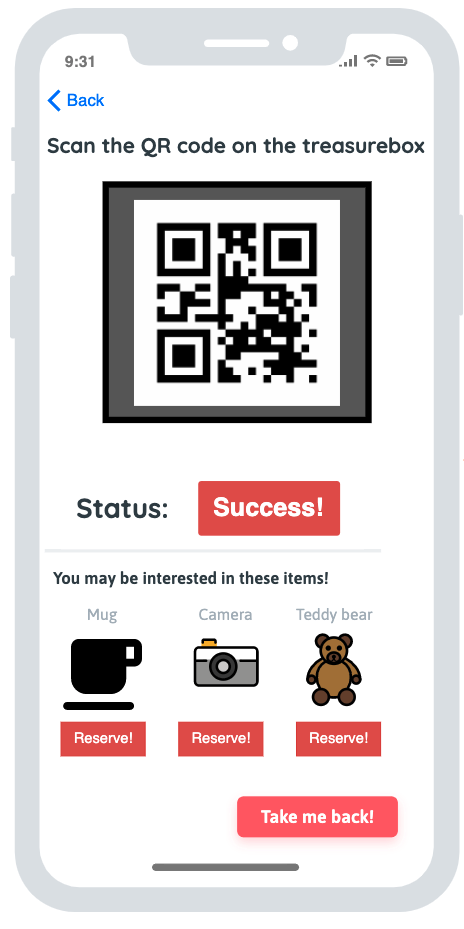 9:31
Back
Scan the QR code on the treasurebox
Status: Success!
You may be interested in these items!
Mug Camera Teddy bear
Reserve! Reserve! Reserve!
Take me back!